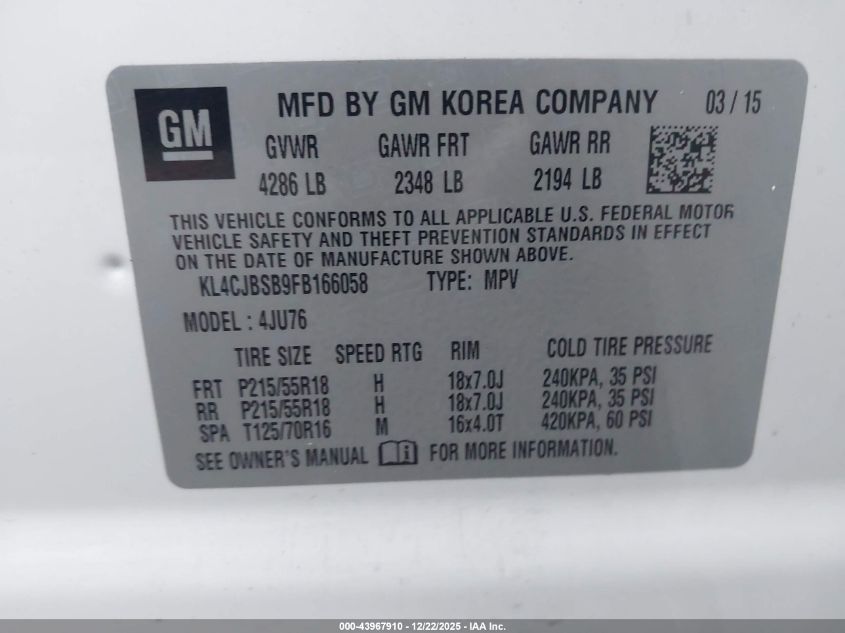 GM
MFD BY GM KOREA COMPANY 03 / 15
GVWR GAWR FRT GAWR RR
4286 LB 2348 LB 2194 LB
THIS VEHICLE CONFORMS TO ALL APPLICABLE U.S. FEDERAL MOTOR
VEHICLE SAFETY AND THEFT PREVENTION STANDARDS IN EFFECT
ON THE DATE OF MANUFACTURE SHOWN ABOVE.
KL4CJBSB9FB166058 TYPE: MPV
MODEL : 4JU76
TIRE SIZE SPEED RTG RIM COLD TIRE PRESSURE
FRT P215/55R18 H 18x7.0J 240KPA, 35 PSI
RR P215/55R18 H 18x7.0J 240KPA, 35 PSI
SPA T125/70R16 M 16x4.0T 420KPA, 60 PSI
SEE OWNER'S MANUAL i FOR MORE INFORMATION.
000-43967910 - 12/22/2025 - IAA Inc.